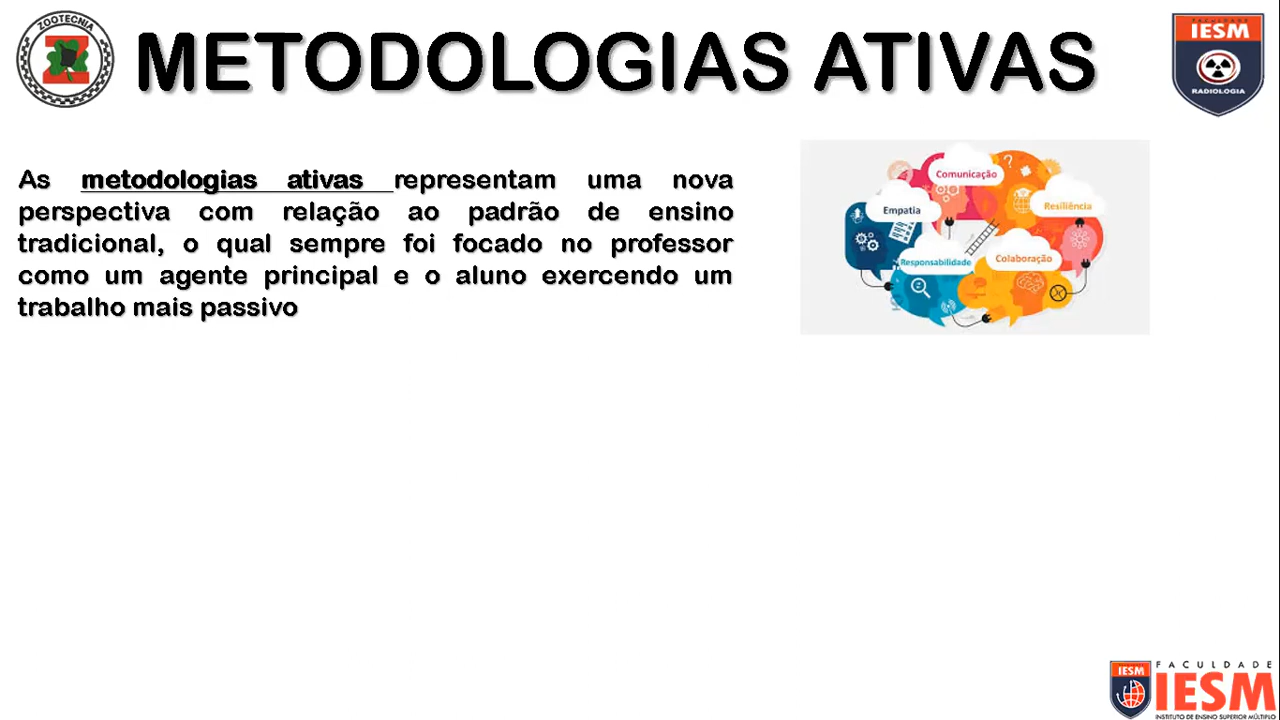 ZOOTECNIA
METODOLOGIAS ATIVAS
IESM
RADIOLOGIA
As metodologias ativas representam uma nova
perspectiva com relação ao padrão de ensino
tradicional, o qual sempre foi focado no professor
como um agente principal e o aluno exercendo um
trabalho mais passivo
Comunicação
Empatia
Resiliência
Responsabilidade
Colaboração
IESM
FACULDADE
IESM
INSTITUTO DE ENSINO SUPERIOR MÚLTIPLO